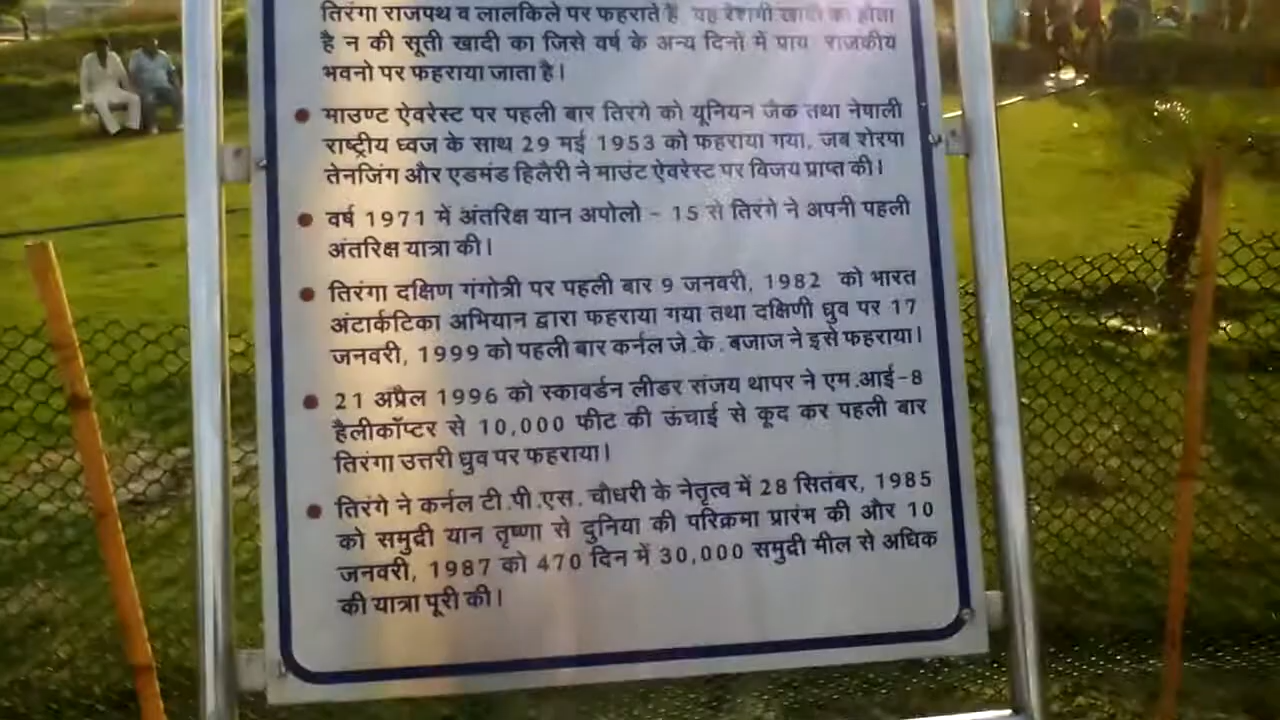 तिरंगा राजपथ व लालकिले पर फहराते है, यह रेशमी खादी का होता
है न की सूती खादी का जिसे वर्ष के अन्य दिनों में प्राय: राजकीय
भवनो पर फहराया जाता है।
माउण्ट ऐवरेस्ट पर पहली बार तिरंगे को यूनियन जैक तथा नेपाली
राष्ट्रीय ध्वज के साथ 29 मई 1953 को फहराया गया, जब शेरपा
तेनजिंग और एडमंड हिलैरी ने माउंट ऐवरेस्ट पर विजय प्राप्त की।
वर्ष 1971 में अंतरिक्ष यान अपोलो - 15 से तिरंगे ने अपनी पहली
अंतरिक्ष यात्रा की।
तिरंगा दक्षिण गंगोत्री पर पहली बार 9 जनवरी, 1982 को भारत
अंटार्कटिका अभियान द्वारा फहराया गया तथा दक्षिणी ध्रुव पर 17
जनवरी, 1999 को पहली बार कर्नल जे.के. बजाज ने इसे फहराया।
21 अप्रैल 1996 को स्कावर्डन लीडर संजय थापर ने एम.आई-8
हैलीकॉप्टर से 10,000 फीट की ऊंचाई से कूद कर पहली बार
तिरंगा उत्तरी ध्रुव पर फहराया।
तिरंगे ने कर्नल टी.पी.एस. चौधरी के नेतृत्व में 28 सितंबर, 1985
को समुद्री यान तृष्णा से दुनिया की परिक्रमा प्रारंम की और 10
जनवरी, 1987 को 470 दिन में 30,000 समुद्री मील से अधिक
की यात्रा पूरी की।